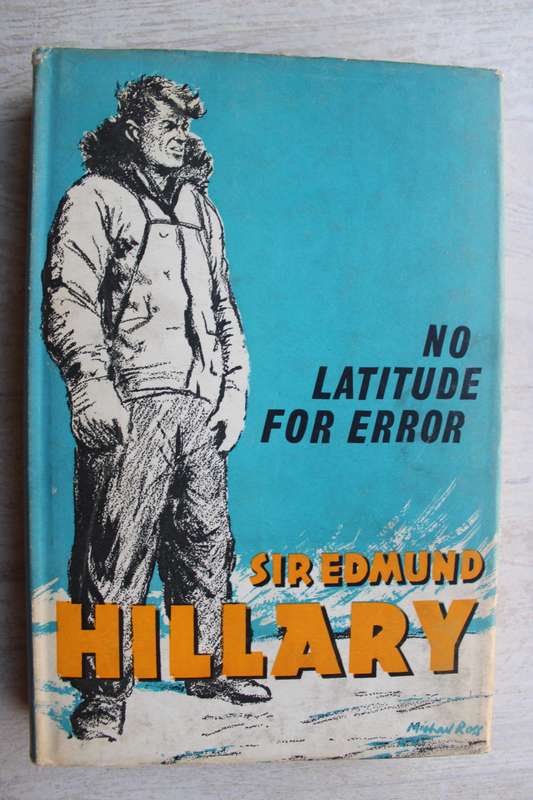 NO
LATITUDE
FOR ERROR
SIR EDMUND
HILLARY
Michael Ross